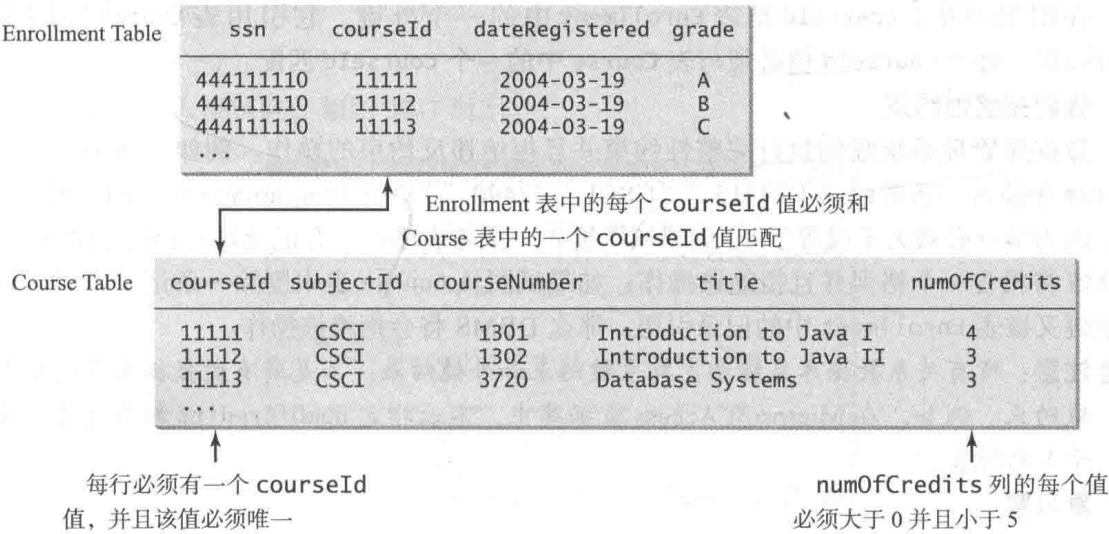 Enrollment Table ssn courseId dateRegistered grade
444111110 11111 2004-03-19 A
444111110 11112 2004-03-19 B
444111110 11113 2004-03-19 C
...
Enrollment 表中的每个 courseId 值必须和
Course 表中的一个 courseId 值匹配
Course Table courseId subjectId courseNumber title numOfCredits
11111 CSCI 1301 Introduction to Java I 4
11112 CSCI 1302 Introduction to Java II 3
11113 CSCI 3720 Database Systems 3
...
每行必须有一个 courseId
值，并且该值必须唯一
numOfCredits 列的每个值
必须大于 0 并且小于 5